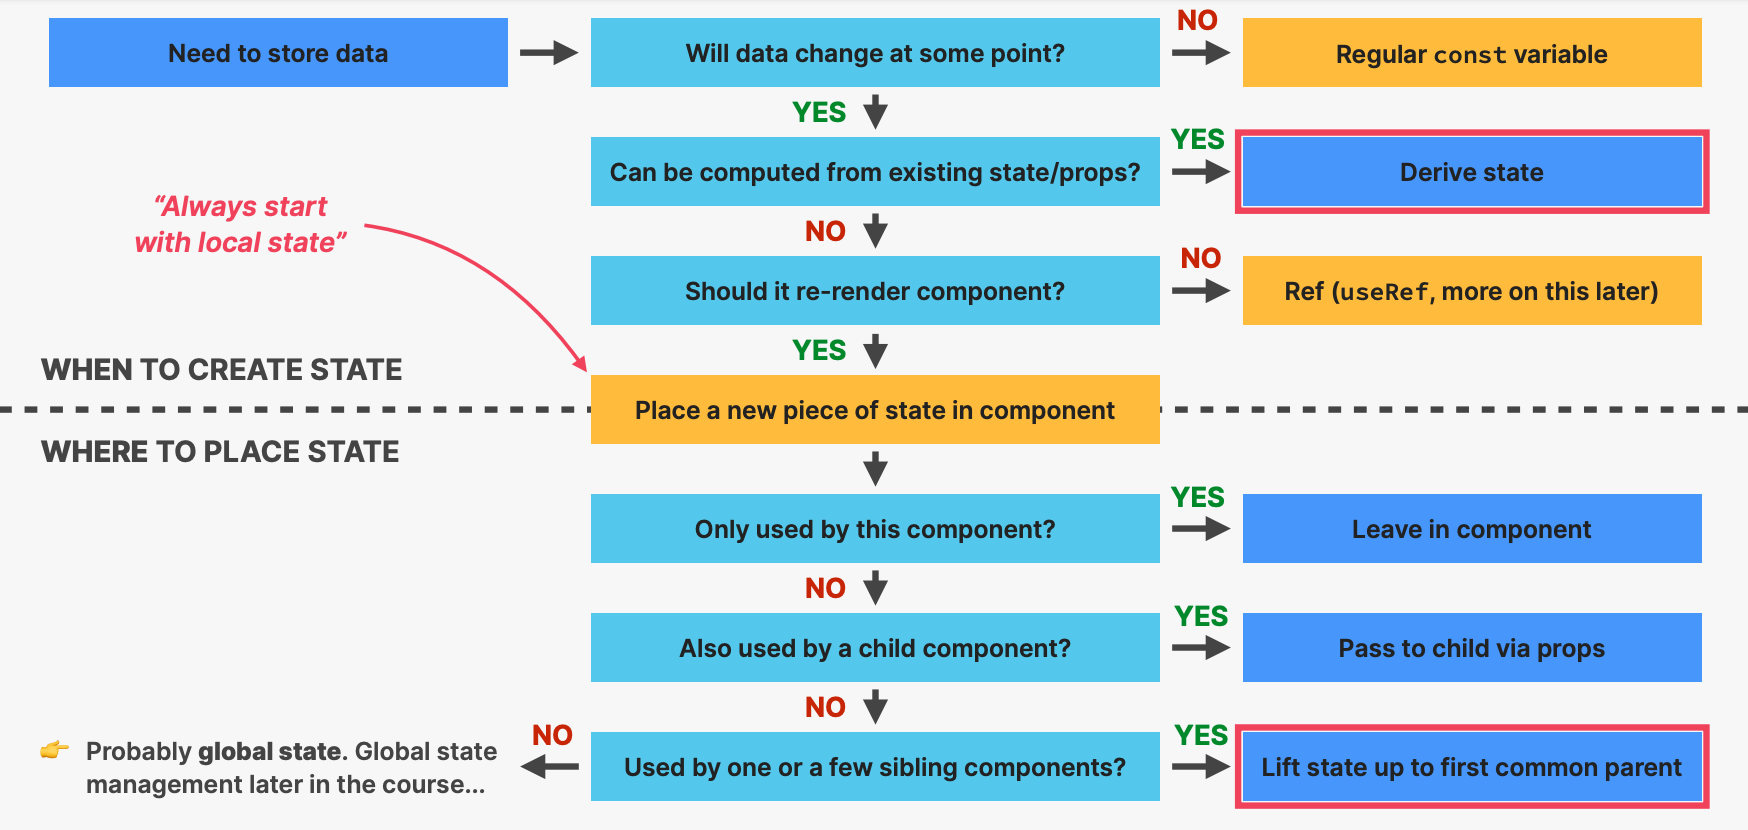 Need to store data
Will data change at some point?
NO
Regular const variable
YES
Can be computed from existing state/props?
YES
Derive state
“Always start
with local state”
NO
Should it re-render component?
NO
Ref (useRef, more on this later)
YES
WHEN TO CREATE STATE
Place a new piece of state in component
WHERE TO PLACE STATE
Only used by this component?
YES
Leave in component
NO
Also used by a child component?
YES
Pass to child via props
NO
Used by one or a few sibling components?
YES
Lift state up to first common parent
NO
👉 Probably global state. Global state
management later in the course...